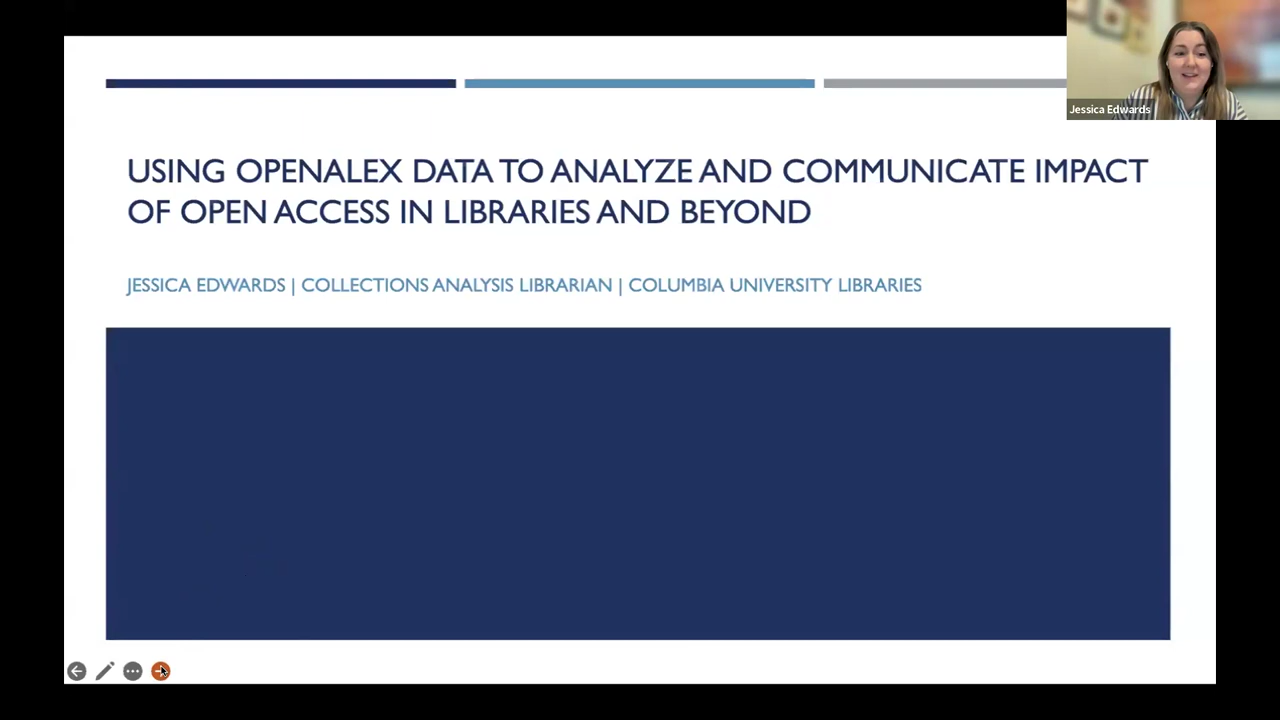 Jessica Edwards
USING OPENALEX DATA TO ANALYZE AND COMMUNICATE IMPACT
OF OPEN ACCESS IN LIBRARIES AND BEYOND
JESSICA EDWARDS | COLLECTIONS ANALYSIS LIBRARIAN | COLUMBIA UNIVERSITY LIBRARIES